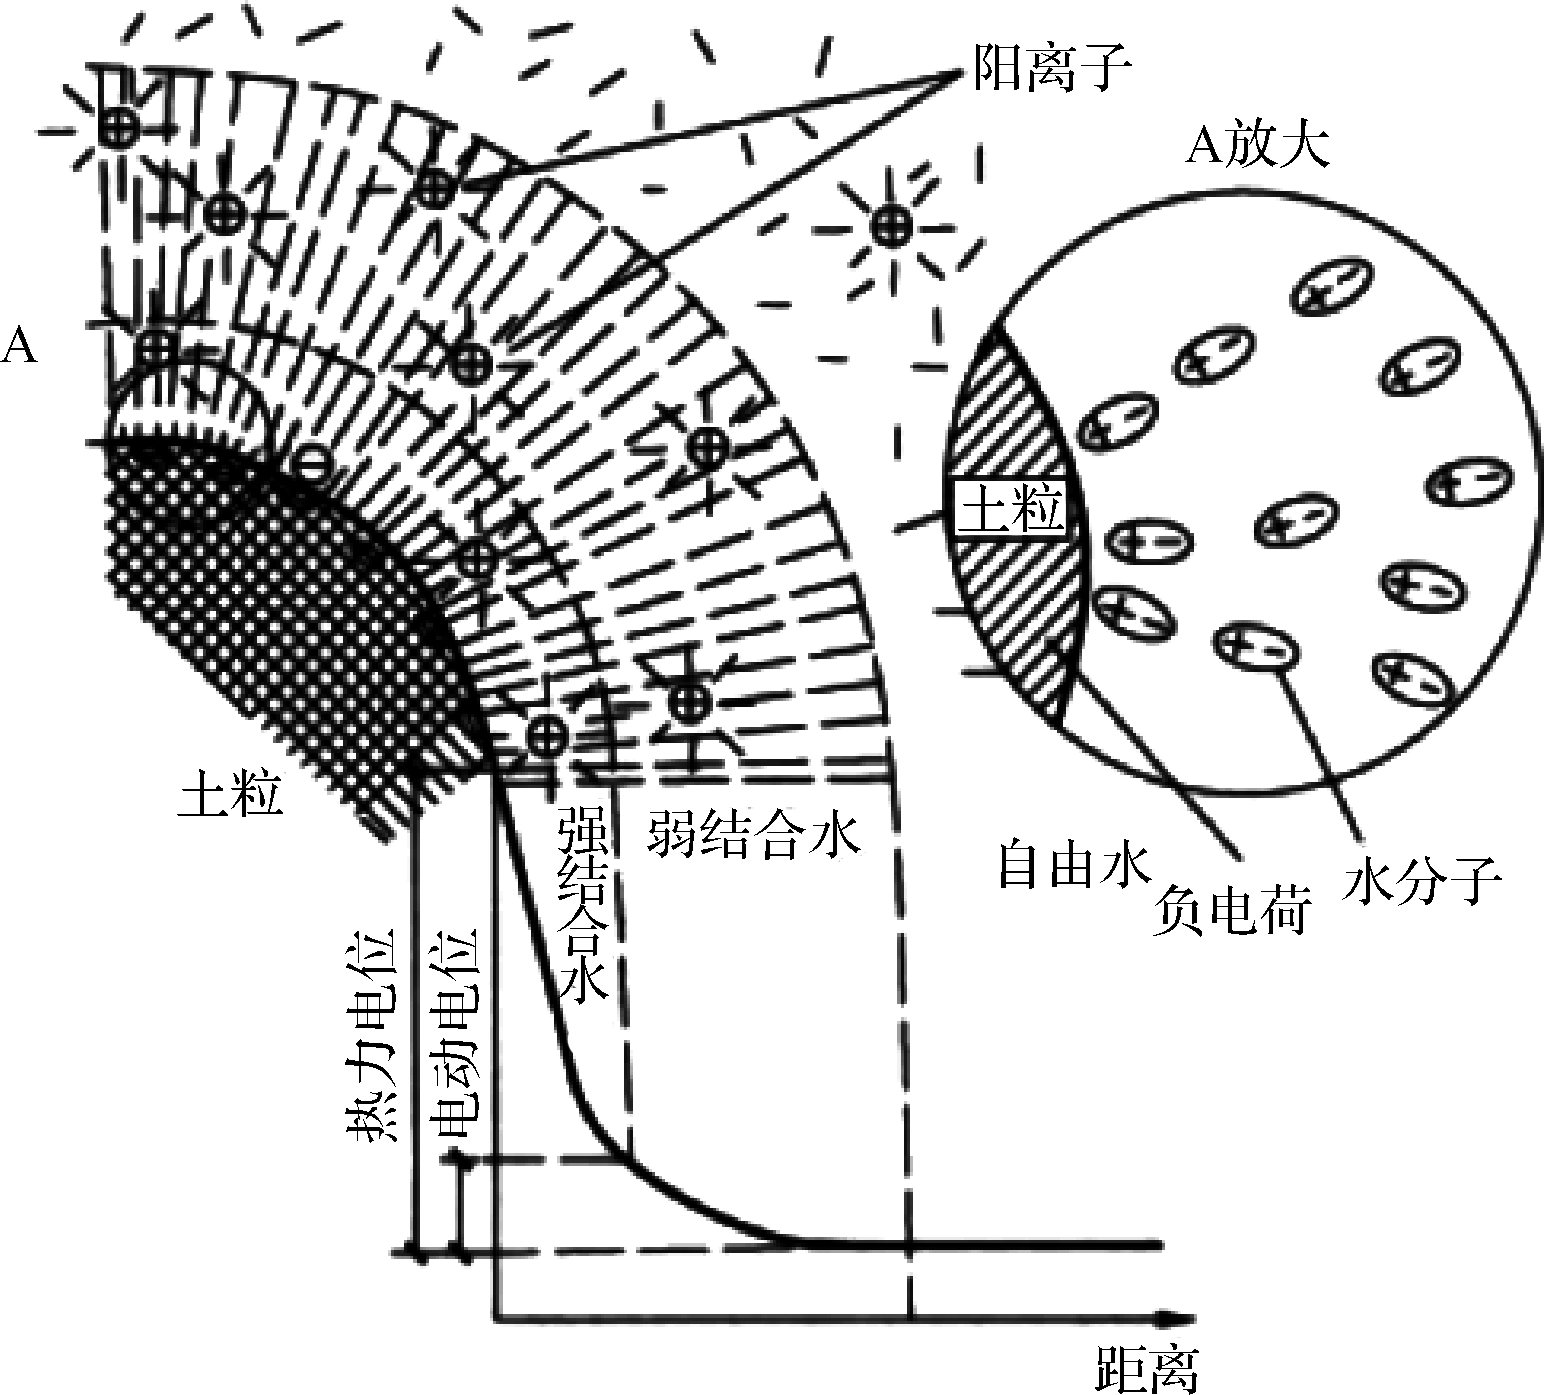 阳离子
A放大
A
土粒
土粒
强结合水
弱结合水
自由水
负电荷
水分子
热力电位
电动电位
距离